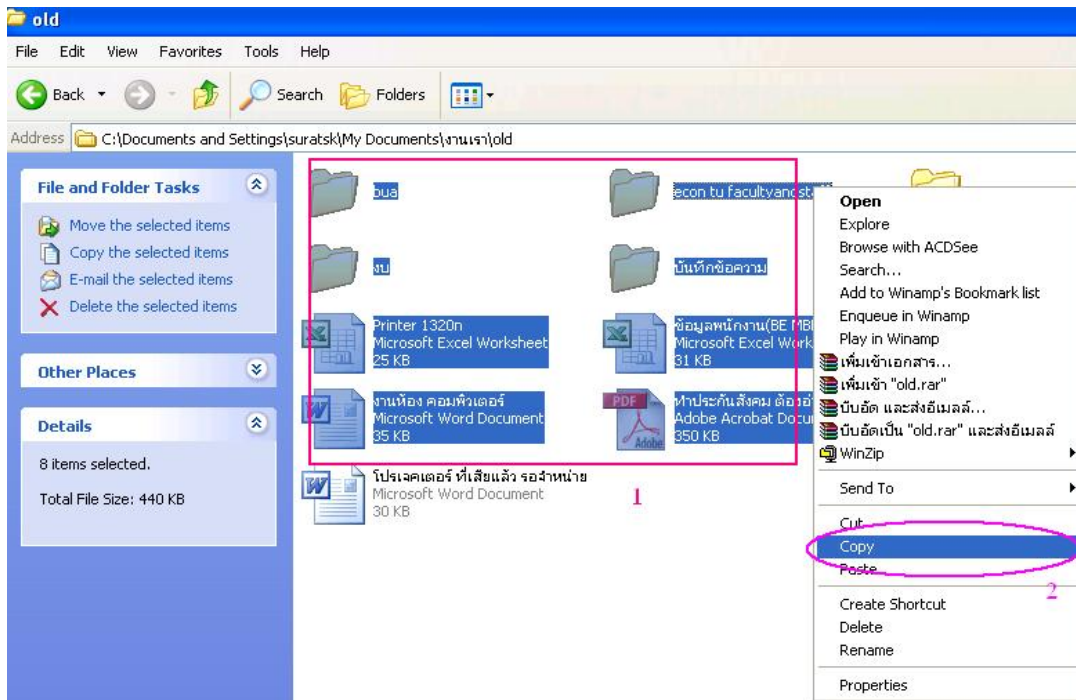 old
File Edit View Favorites Tools Help
Back Search Folders
Address C:\Documents and Settings\suratsk\My Documents\งานเรา\old
File and Folder Tasks
Move the selected items
Copy the selected items
E-mail the selected items
Delete the selected items
Other Places
Details
8 items selected.
Total File Size: 440 KB
bua
econ tu facultyandstaff
งบ
บันทึกข้อความ
Printer 1320n
Microsoft Excel Worksheet
25 KB
ข้อมูลพนักงาน(BE MB
Microsoft Excel Work
31 KB
งานห้อง คอมพิวเตอร์
Microsoft Word Document
35 KB
PDF
Adobe
ทำประกันสังคม
Adobe Acrobat Docu
350 KB
โปรเจคเตอร์ ที่เสียแล้ว รอจำหน่าย
Microsoft Word Document
30 KB
1
Open
Explore
Browse with ACDSee
Search...
Add to Winamp's Bookmark list
Enqueue in Winamp
Play in Winamp
เพิ่มเข้าเอกสาร...
เพิ่มเข้า "old.rar"
บีบอัด และส่งอีเมลล์...
บีบอัดเป็น "old.rar" และส่งอีเมลล์
WinZip
Send To
Cut
Copy
Paste
2
Create Shortcut
Delete
Rename
Properties